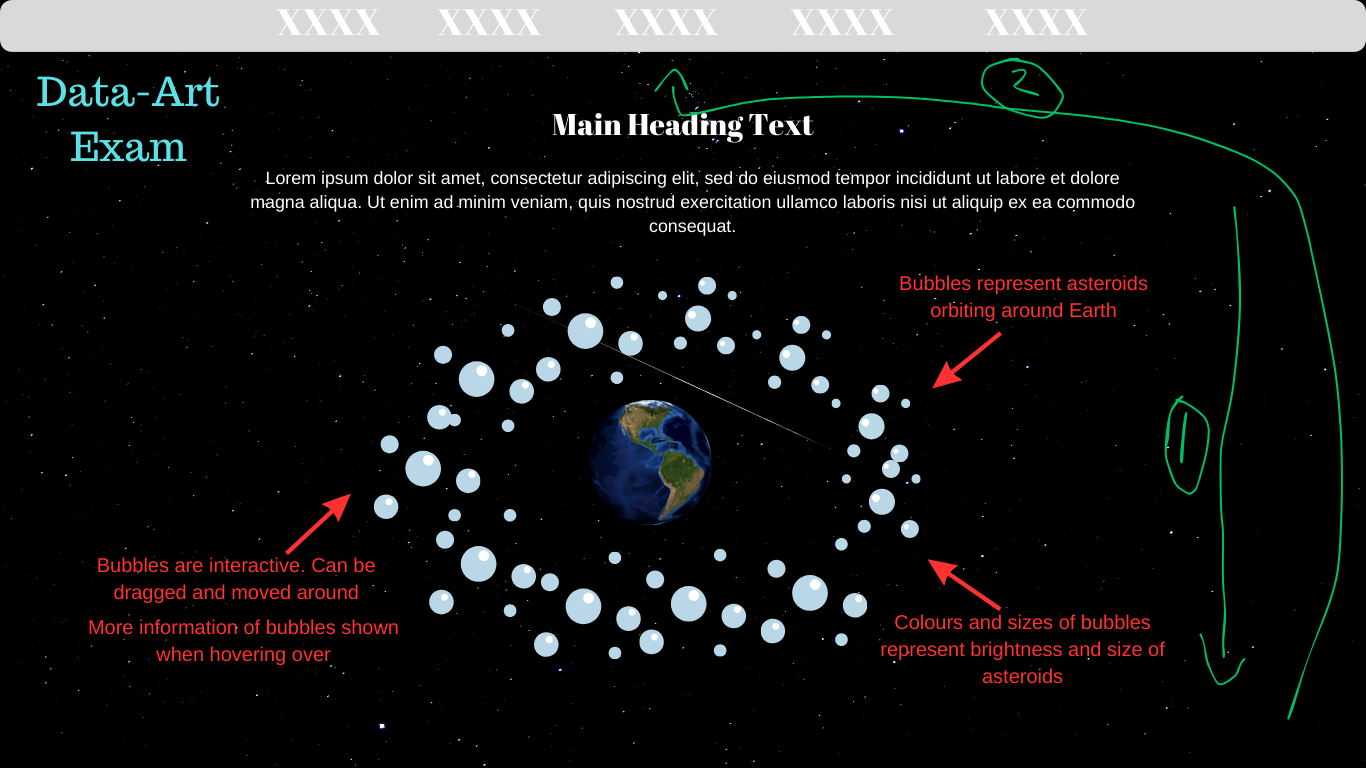 XXXX XXXX XXXX XXXX XXXX
Data-Art
Exam
2
Main Heading Text
Lorem ipsum dolor sit amet, consectetur adipiscing elit, sed do eiusmod tempor incididunt ut labore et dolore
magna aliqua. Ut enim ad minim veniam, quis nostrud exercitation ullamco laboris nisi ut aliquip ex ea commodo
consequat.
Bubbles represent asteroids
orbiting around Earth
1
Bubbles are interactive. Can be
dragged and moved around
More information of bubbles shown
when hovering over
Colours and sizes of bubbles
represent brightness and size of
asteroids